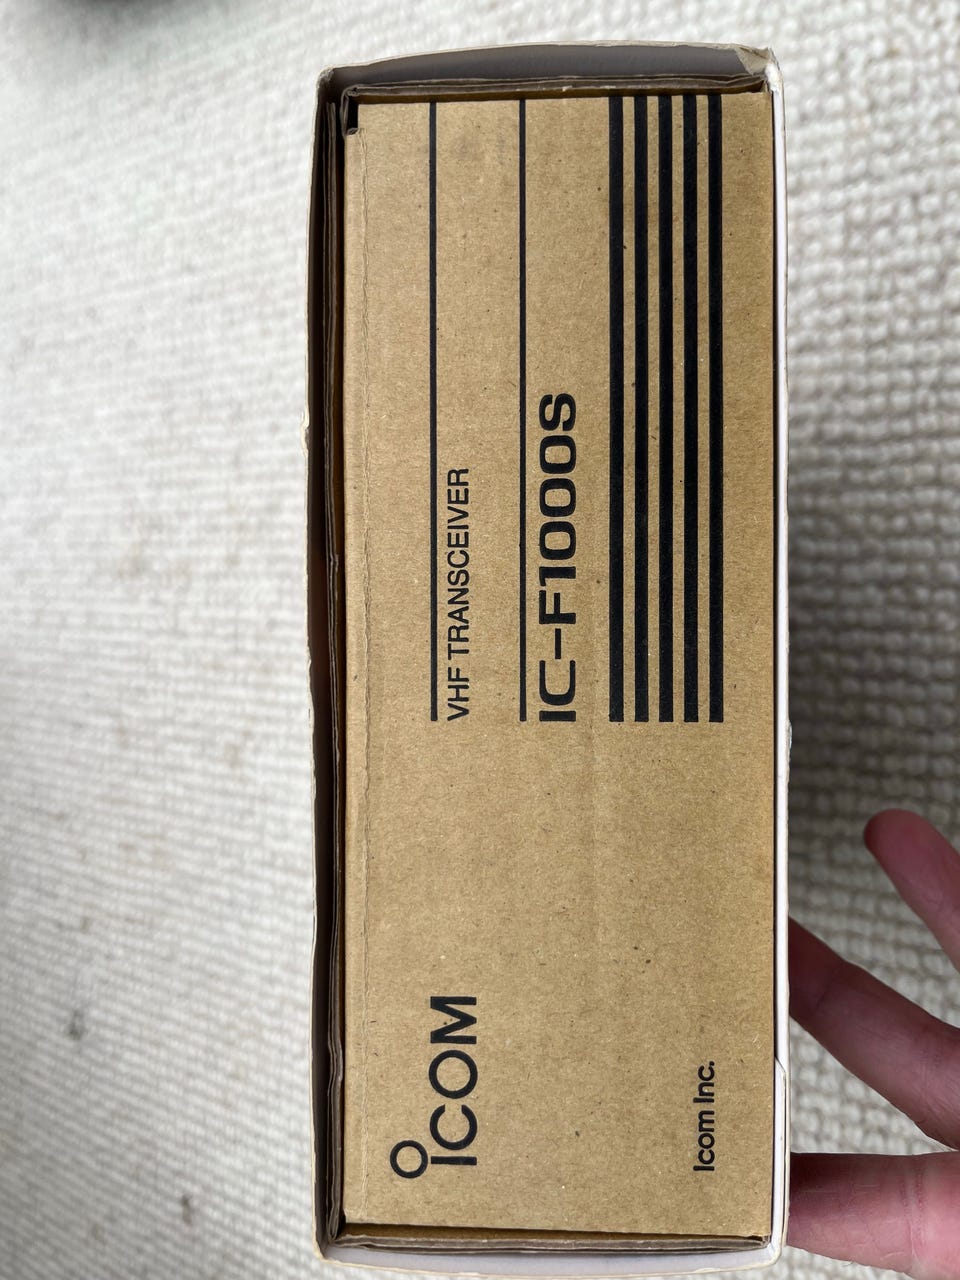 ICOM
VHF TRANSCEIVER
IC-F1000S
Icom Inc.